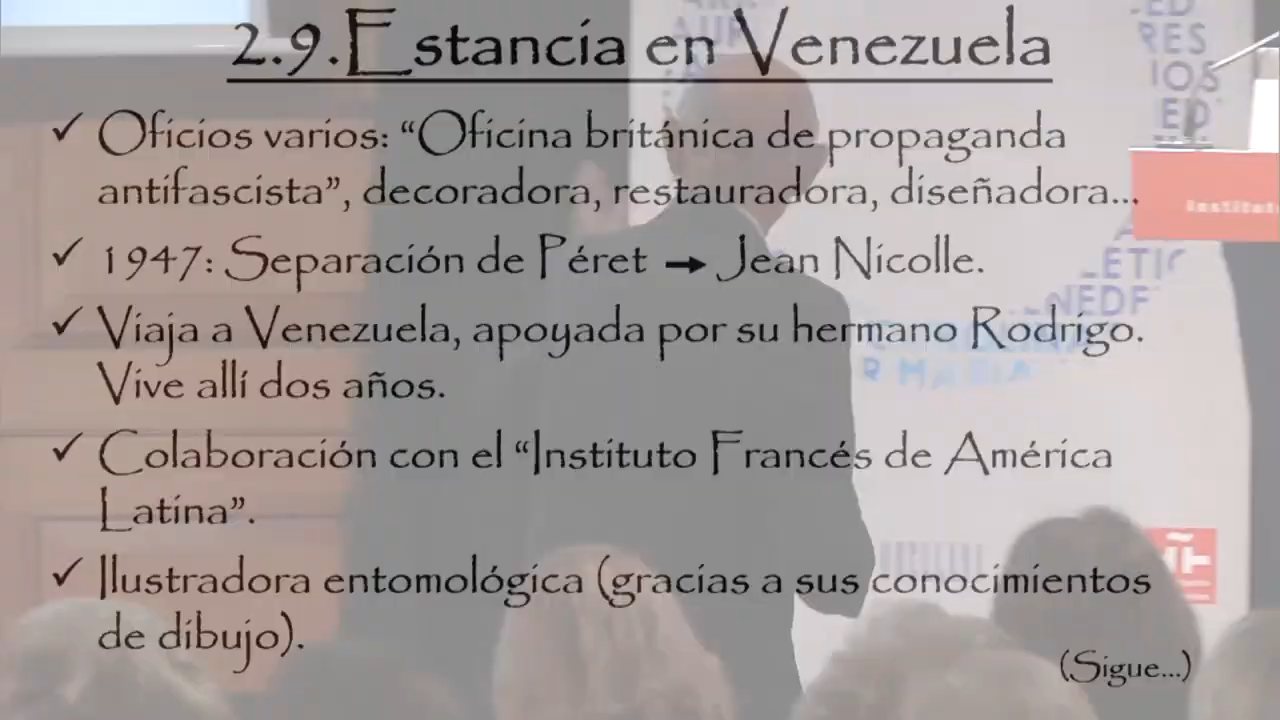 2.9.Estancia en Venezuela
✓ Oficios varios: “Oficina británica de propaganda
antifascista”, decoradora, restauradora, diseñadora...
✓ 1947: Separación de Péret → Jean Nicolle.
✓ Viaja a Venezuela, apoyada por su hermano Rodrigo.
Vive allí dos años.
✓ Colaboración con el “Instituto Francés de América
Latina”.
✓ Ilustradora entomológica (gracias a sus conocimientos
de dibujo).
(Sigue...)